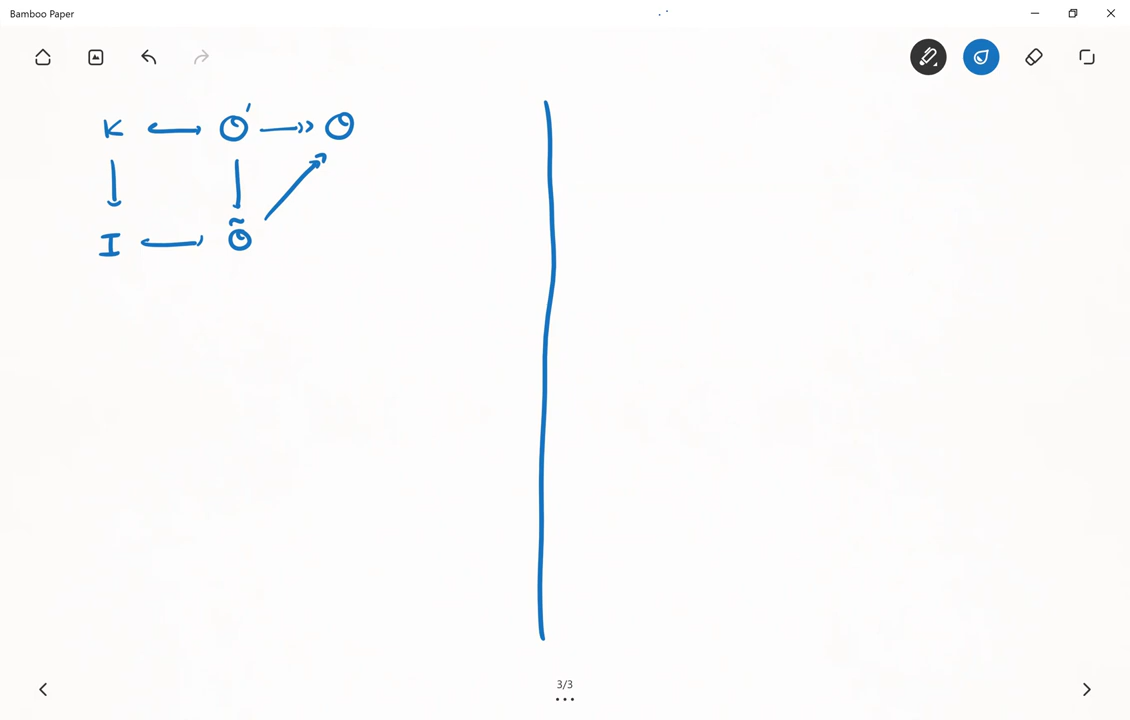 Bamboo Paper
K ↔ O' ↠ O
↓ ↓ ↗
I ↔ Õ
3/3